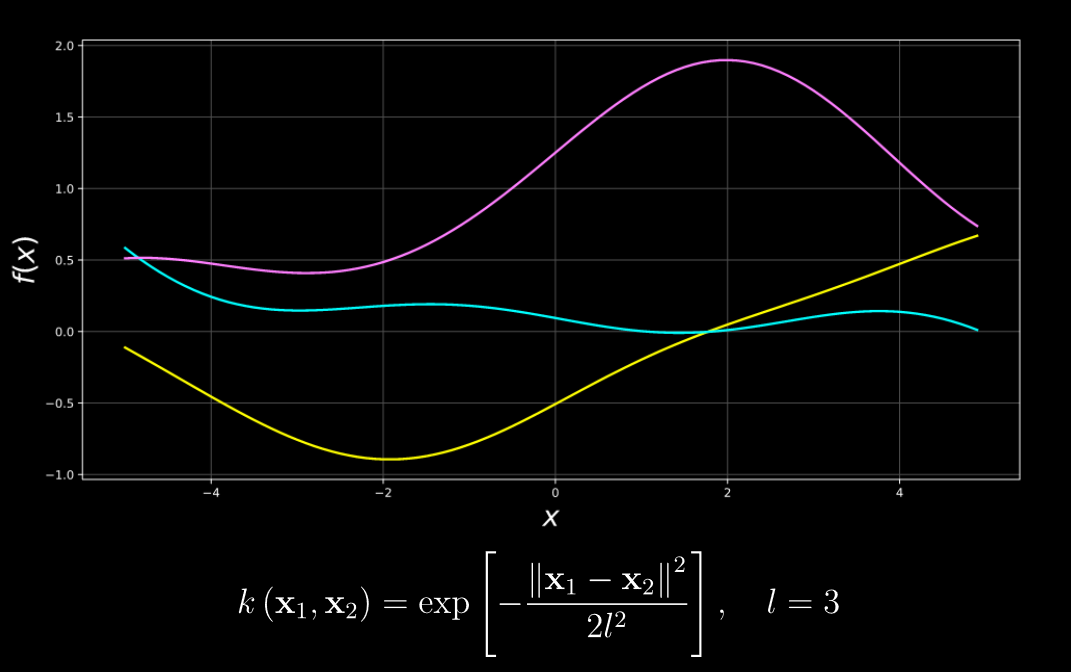 2.0
1.5
1.0
0.5
0.0
−0.5
−1.0
f(x)
−4 −2 0 2 4
x
k (x₁, x₂) = exp [ − ‖x₁ − x₂‖² / 2l² ] , l = 3